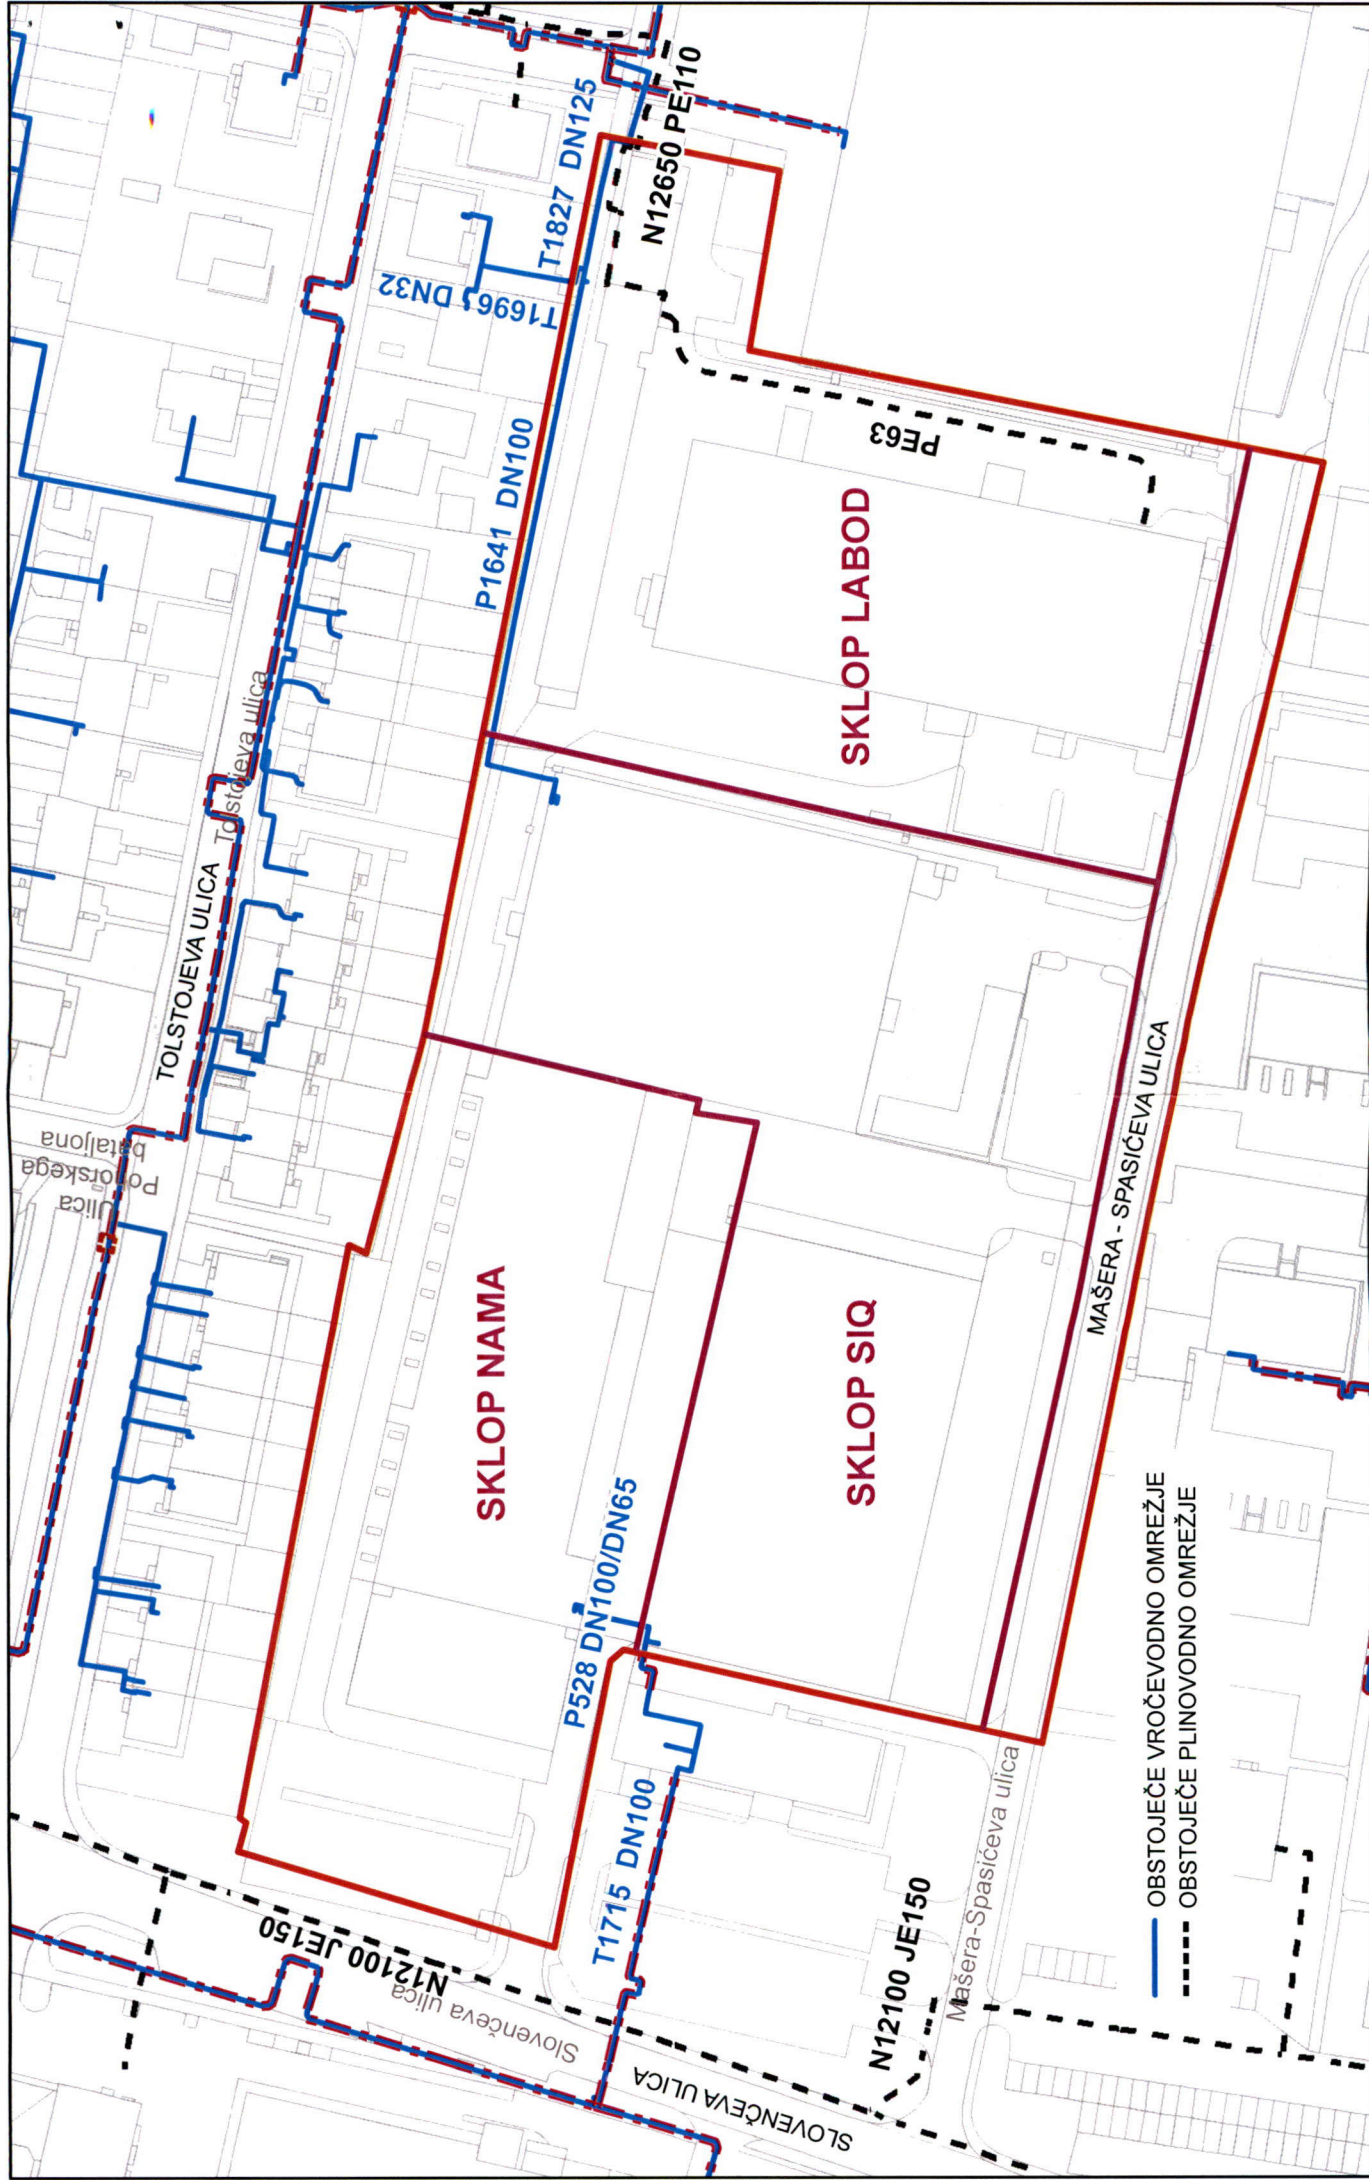 TOLSTOJEVA ULICA
Tolstojeva ulica
Ulica
Pohorskega
bataljona
T1827 DN125
T1696 DN32
N12650 PE110
P1641 DN100
PE63
SKLOP LABOD
SKLOP NAMA
SKLOP SIQ
P528 DN100/DN65
T1715 DN100
N12100 JE150
Slovenčeva ulica
SLOVENČEVA ULICA
N12100 JE150
Mašera-Spasićeva ulica
MAŠERA - SPASIĆEVA ULICA
OBSTOJEČE VROČEVODNO OMREŽJE
OBSTOJEČE PLINOVODNO OMREŽJE